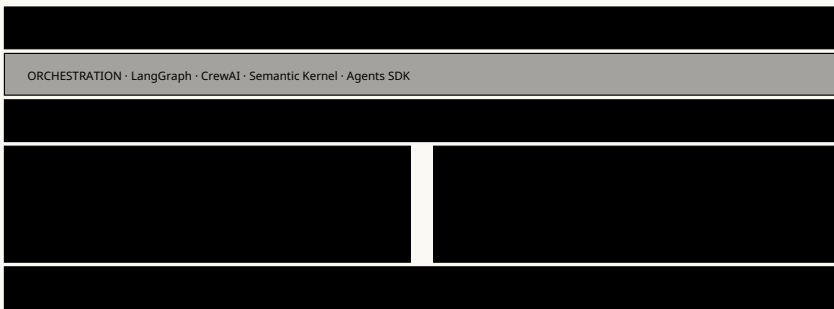 ORCHESTRATION · LangGraph · CrewAI · Semantic Kernel · Agents SDK